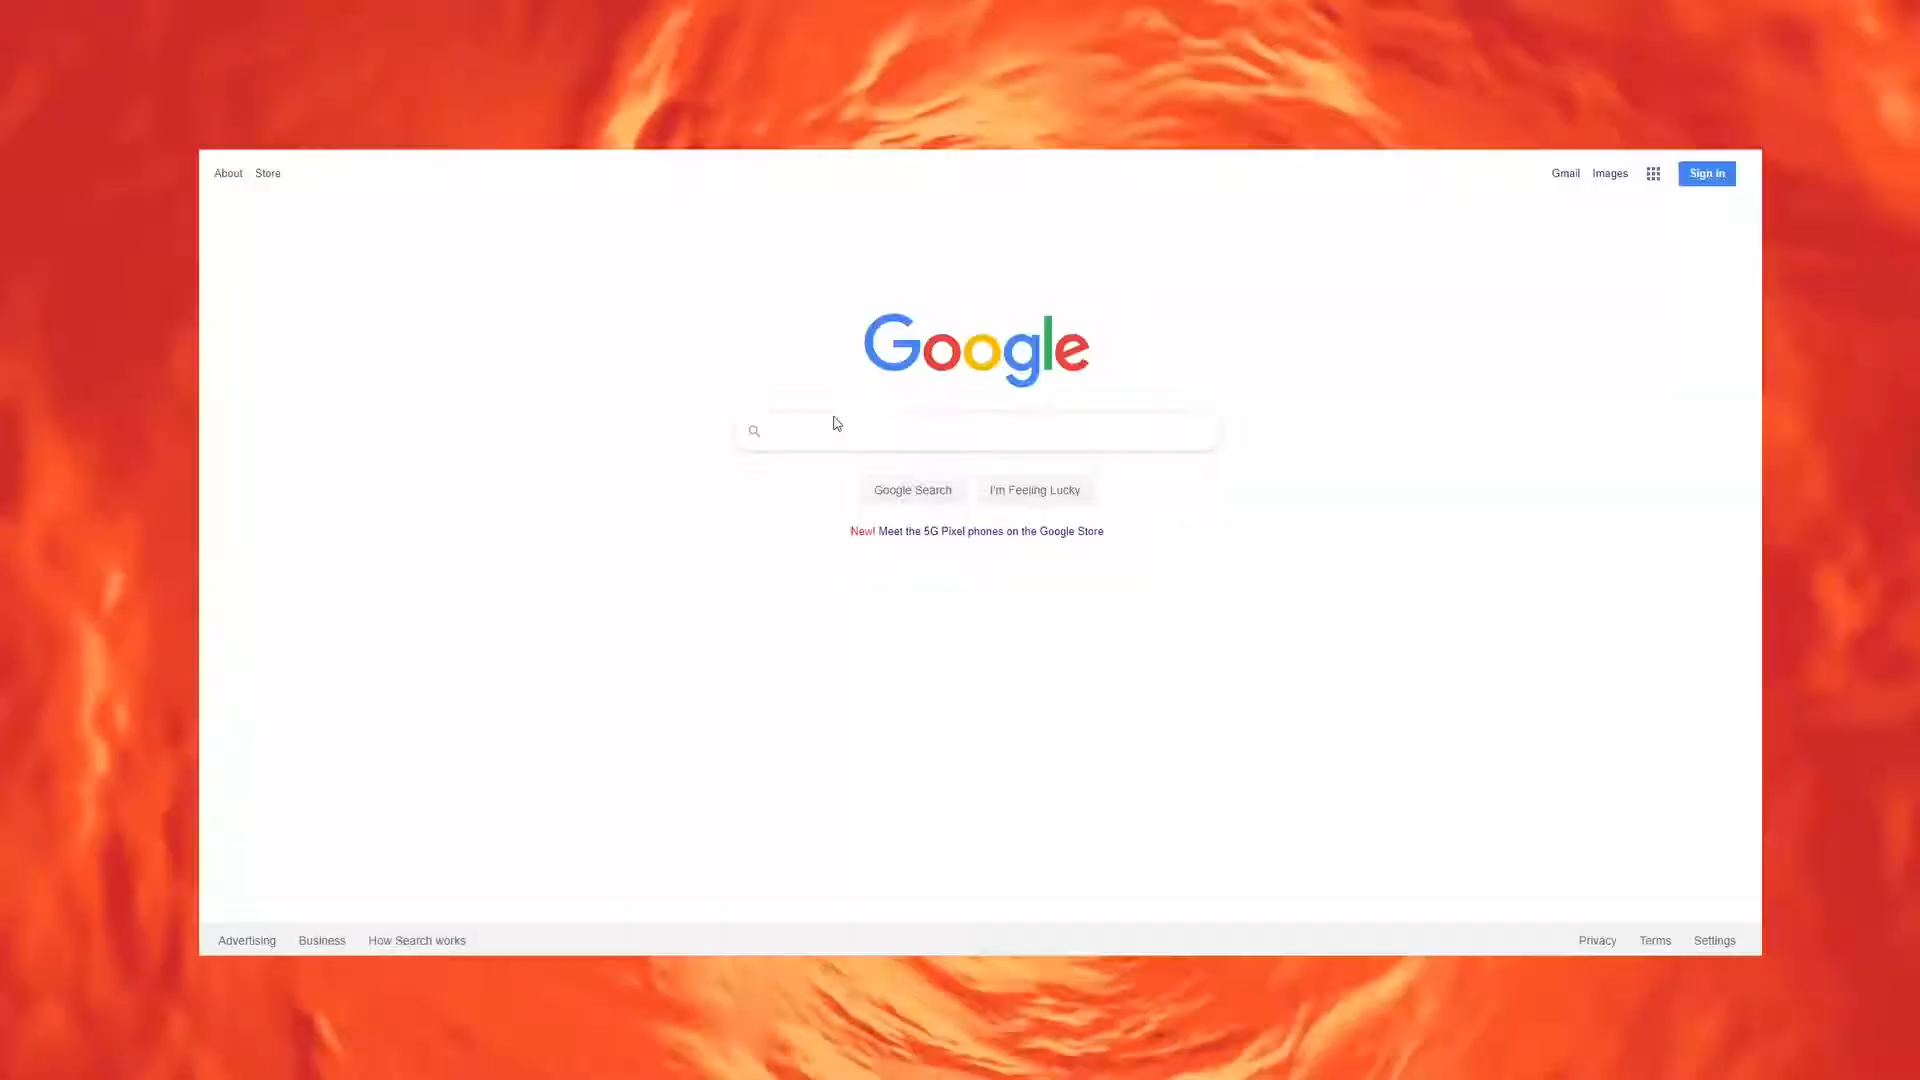 About Store Gmail Images Sign in
Google
Google Search I'm Feeling Lucky
New! Meet the 5G Pixel phones on the Google Store
Advertising Business How Search works Privacy Terms Settings